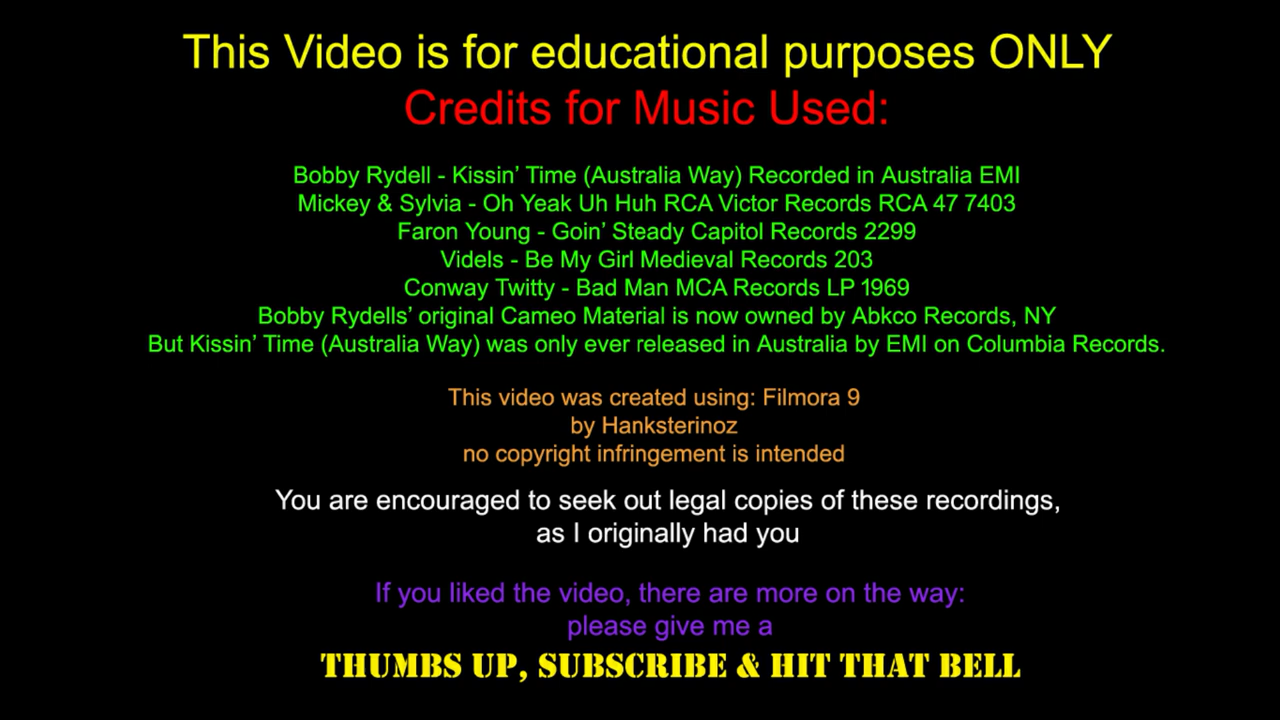 This Video is for educational purposes ONLY
Credits for Music Used:
Bobby Rydell - Kissin’ Time (Australia Way) Recorded in Australia EMI
Mickey & Sylvia - Oh Yeak Uh Huh RCA Victor Records RCA 47 7403
Faron Young - Goin’ Steady Capitol Records 2299
Videls - Be My Girl Medieval Records 203
Conway Twitty - Bad Man MCA Records LP 1969
Bobby Rydells’ original Cameo Material is now owned by Abkco Records, NY
But Kissin’ Time (Australia Way) was only ever released in Australia by EMI on Columbia Records.
This video was created using: Filmora 9
by Hanksterinoz
no copyright infringement is intended
You are encouraged to seek out legal copies of these recordings,
as I originally had you
If you liked the video, there are more on the way:
please give me a
THUMBS UP, SUBSCRIBE & HIT THAT BELL